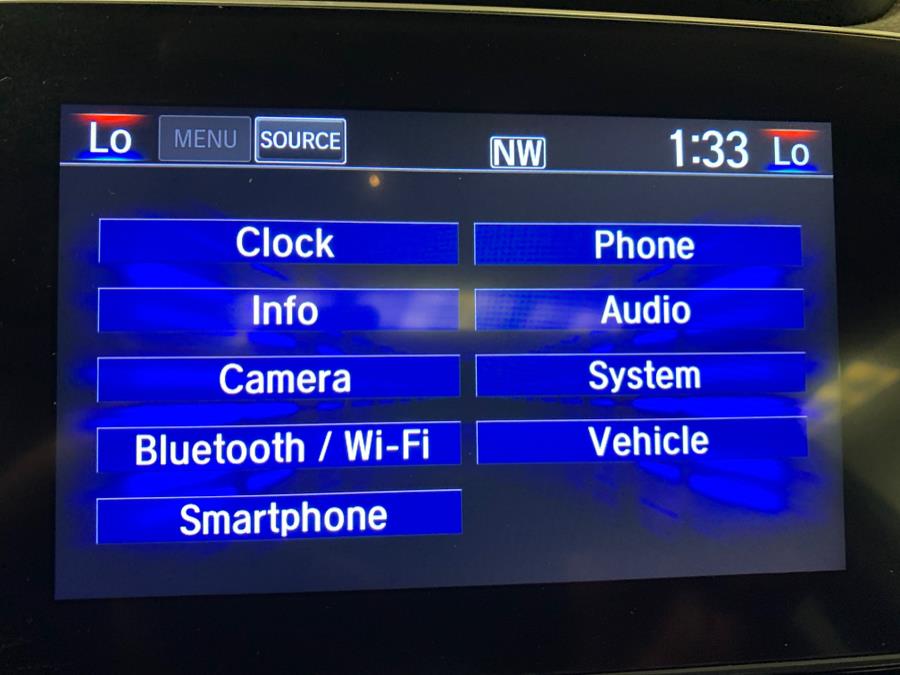 Lo MENU SOURCE NW 1:33 Lo
Clock Phone
Info Audio
Camera System
Bluetooth / Wi-Fi Vehicle
Smartphone